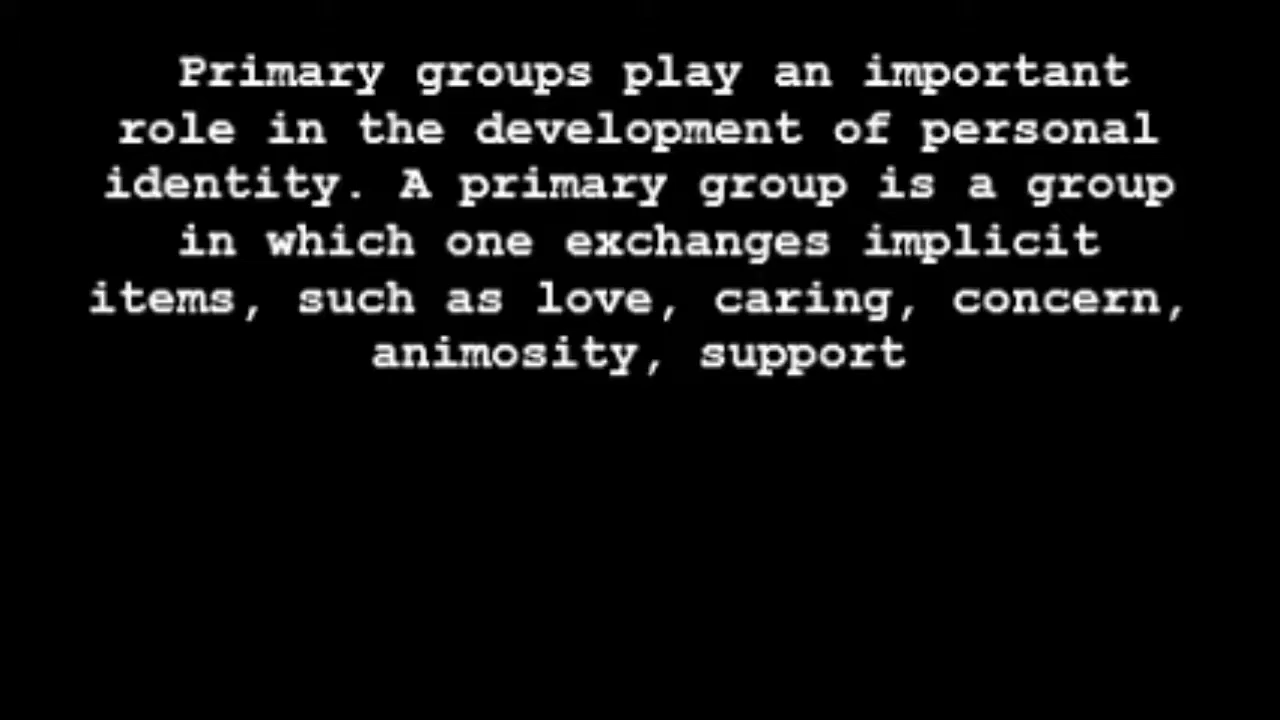 Primary groups play an important
role in the development of personal
identity. A primary group is a group
in which one exchanges implicit
items, such as love, caring, concern,
animosity, support